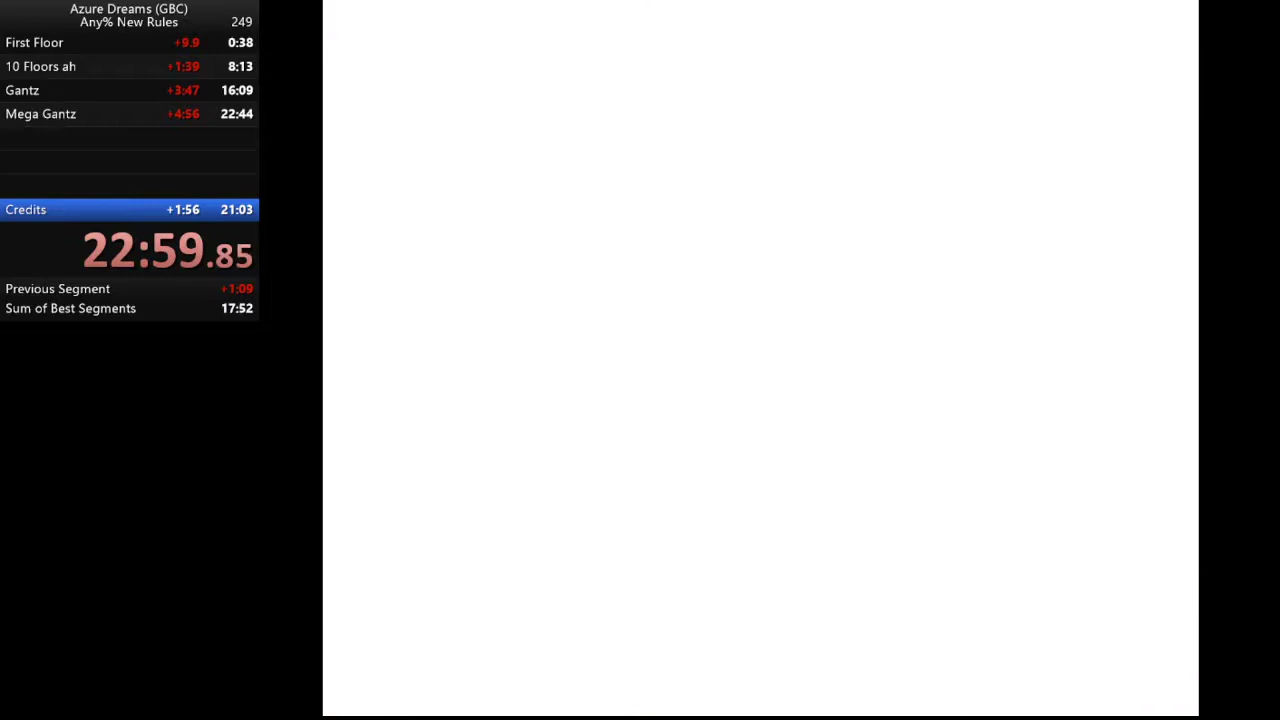 Azure Dreams (GBC)
Any% New Rules 249
First Floor +9.9 0:38
10 Floors ah +1:39 8:13
Gantz +3:47 16:09
Mega Gantz +4:56 22:44
Credits +1:56 21:03
22:59.85
Previous Segment +1:09
Sum of Best Segments 17:52